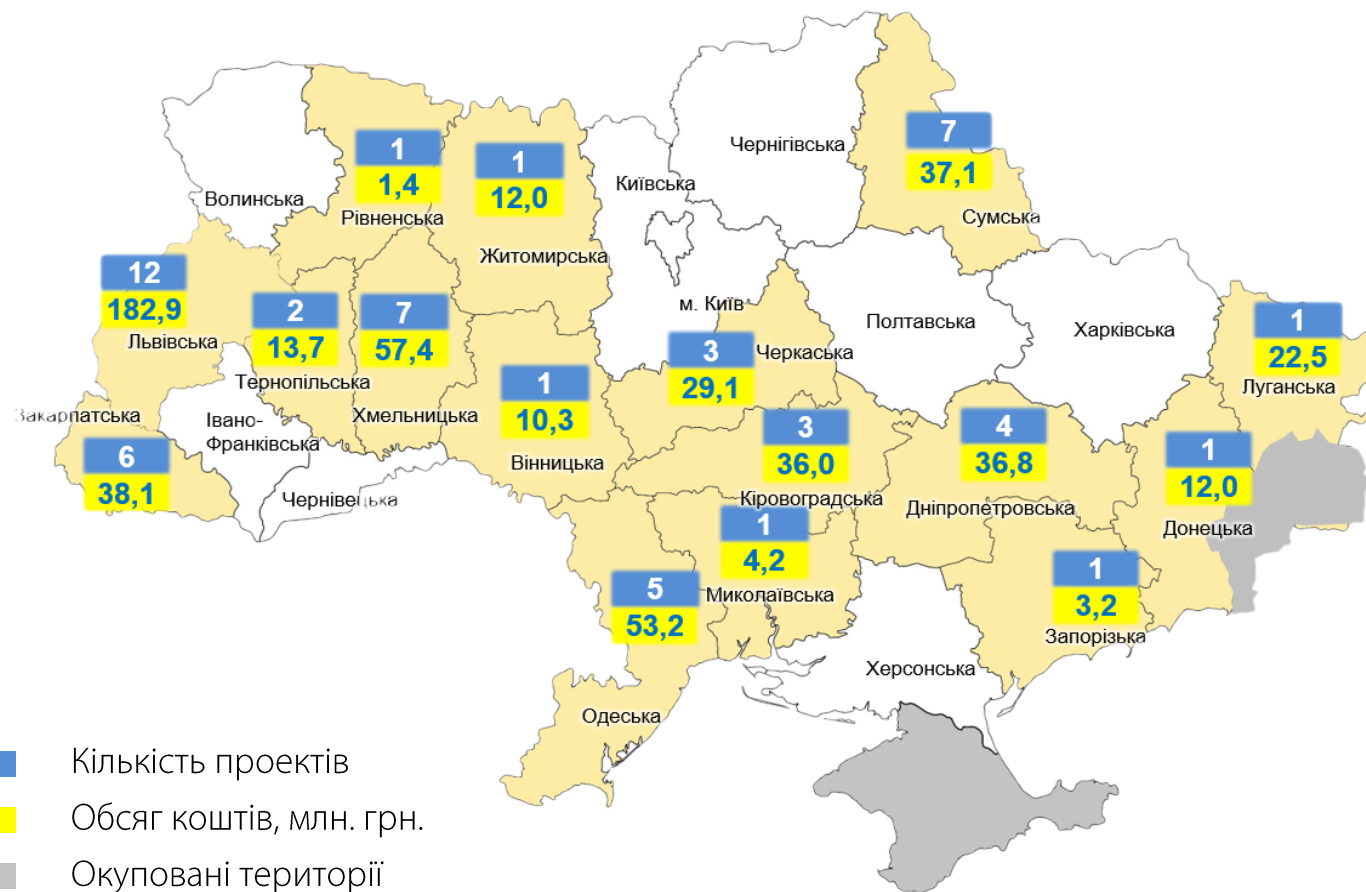 Чернігівська
7
37,1
Сумська
1
1,4
Рівненська
1
12,0
Житомирська
Київська
Волинська
12
182,9
Львівська
2
13,7
Тернопільська
7
57,4
Хмельницька
м. Київ
3
29,1
Черкаська
Полтавська
Харківська
1
22,5
Луганська
Закарпатська
6
38,1
Івано-
Франківська
Чернівецька
1
10,3
Вінницька
3
36,0
Кіровоградська
4
36,8
Дніпропетровська
1
12,0
Донецька
1
4,2
Миколаївська
5
53,2
Одеська
1
3,2
Запорізька
Херсонська
Кількість проектів
Обсяг коштів, млн. грн.
Окуповані території